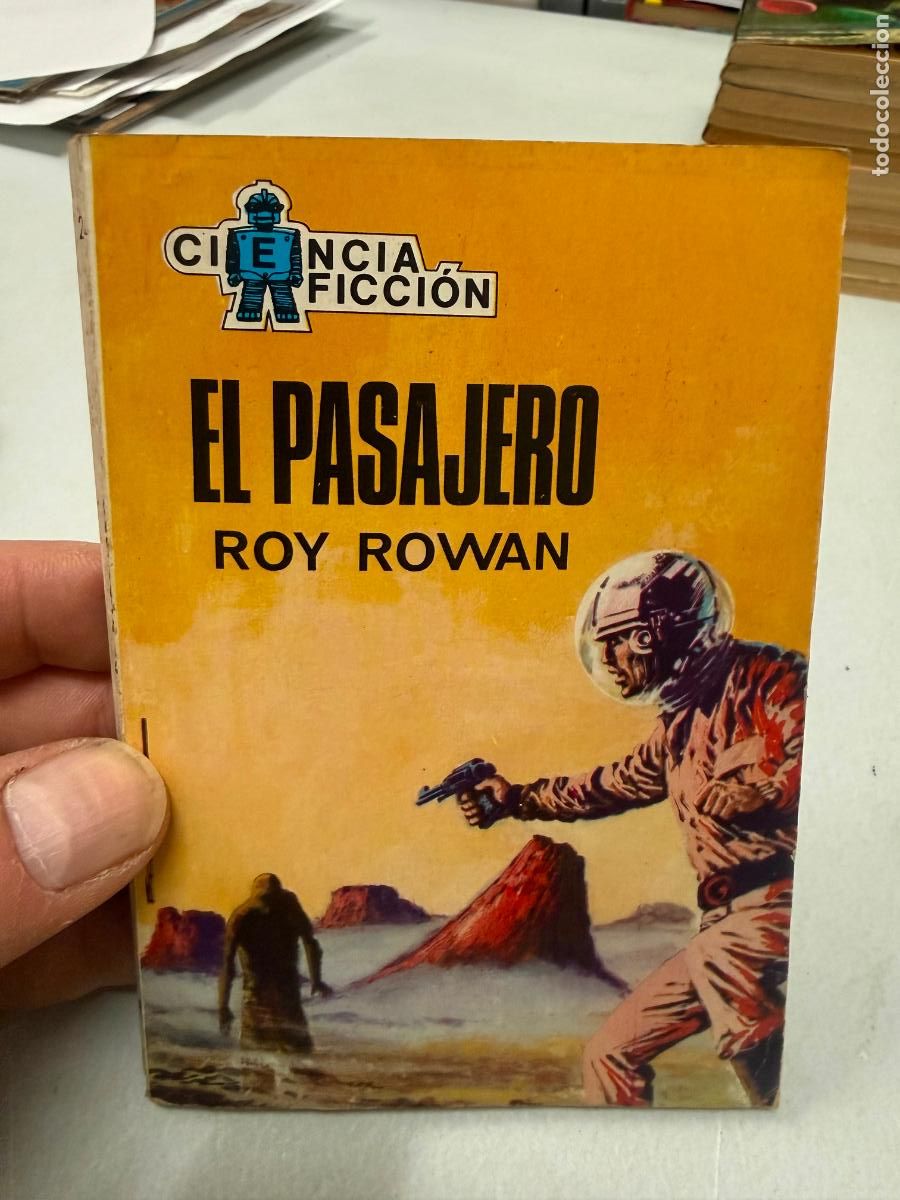 CIENCIA
FICCIÓN
EL PASAJERO
ROY ROWAN
todocoleccion